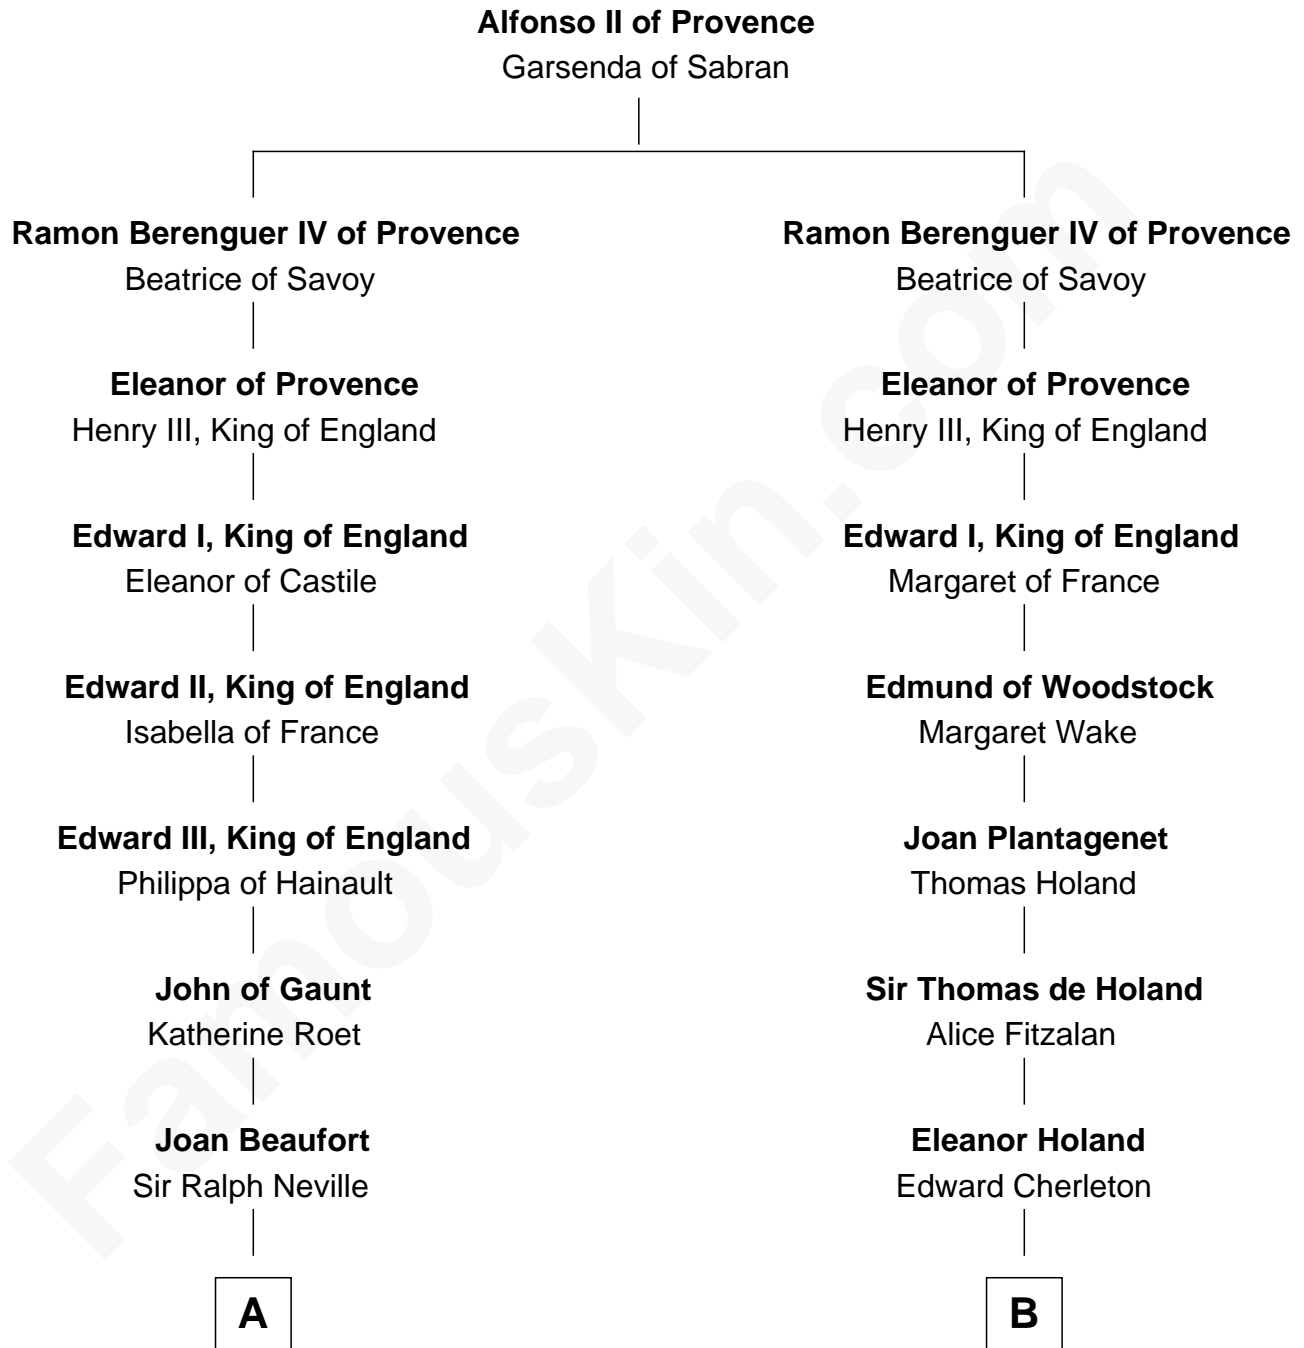 Alfonso II of Provence
Garsenda of Sabran
Ramon Berenguer IV of Provence
Beatrice of Savoy
Eleanor of Provence
Henry III, King of England
Edward I, King of England
Eleanor of Castile
Edward II, King of England
Isabella of France
Edward III, King of England
Philippa of Hainault
John of Gaunt
Katherine Roet
Joan Beaufort
Sir Ralph Neville
A
Ramon Berenguer IV of Provence
Beatrice of Savoy
Eleanor of Provence
Henry III, King of England
Edward I, King of England
Margaret of France
Edmund of Woodstock
Margaret Wake
Joan Plantagenet
Thomas Holand
Sir Thomas de Holand
Alice Fitzalan
Eleanor Holand
Edward Cherleton
B
FamousKin.com